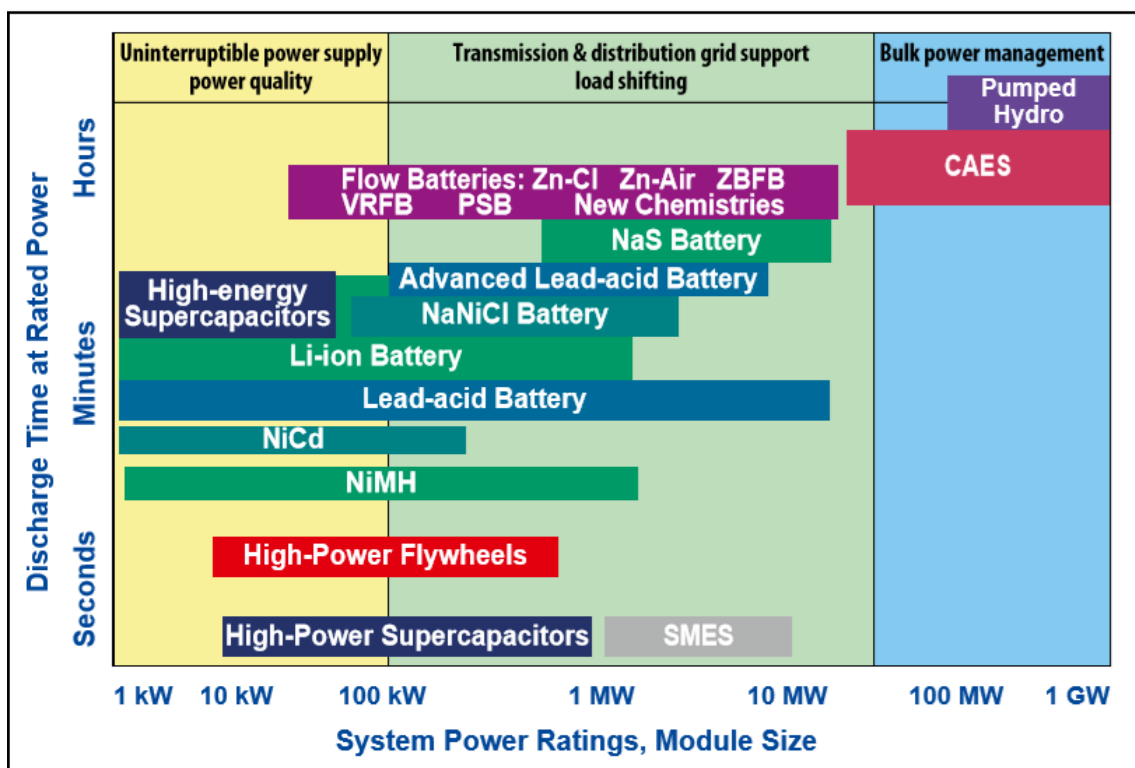 Uninterruptible power supply
power quality
Transmission & distribution grid support
load shifting
Bulk power management
Pumped
Hydro
CAES
Flow Batteries: Zn-Cl Zn-Air ZBFB
VRFB PSB New Chemistries
NaS Battery
Advanced Lead-acid Battery
High-energy
Supercapacitors
NaNiCl Battery
Li-ion Battery
Lead-acid Battery
NiCd
NiMH
High-Power Flywheels
High-Power Supercapacitors
SMES
Discharge Time at Rated Power
Hours
Minutes
Seconds
1 kW 10 kW 100 kW 1 MW 10 MW 100 MW 1 GW
System Power Ratings, Module Size